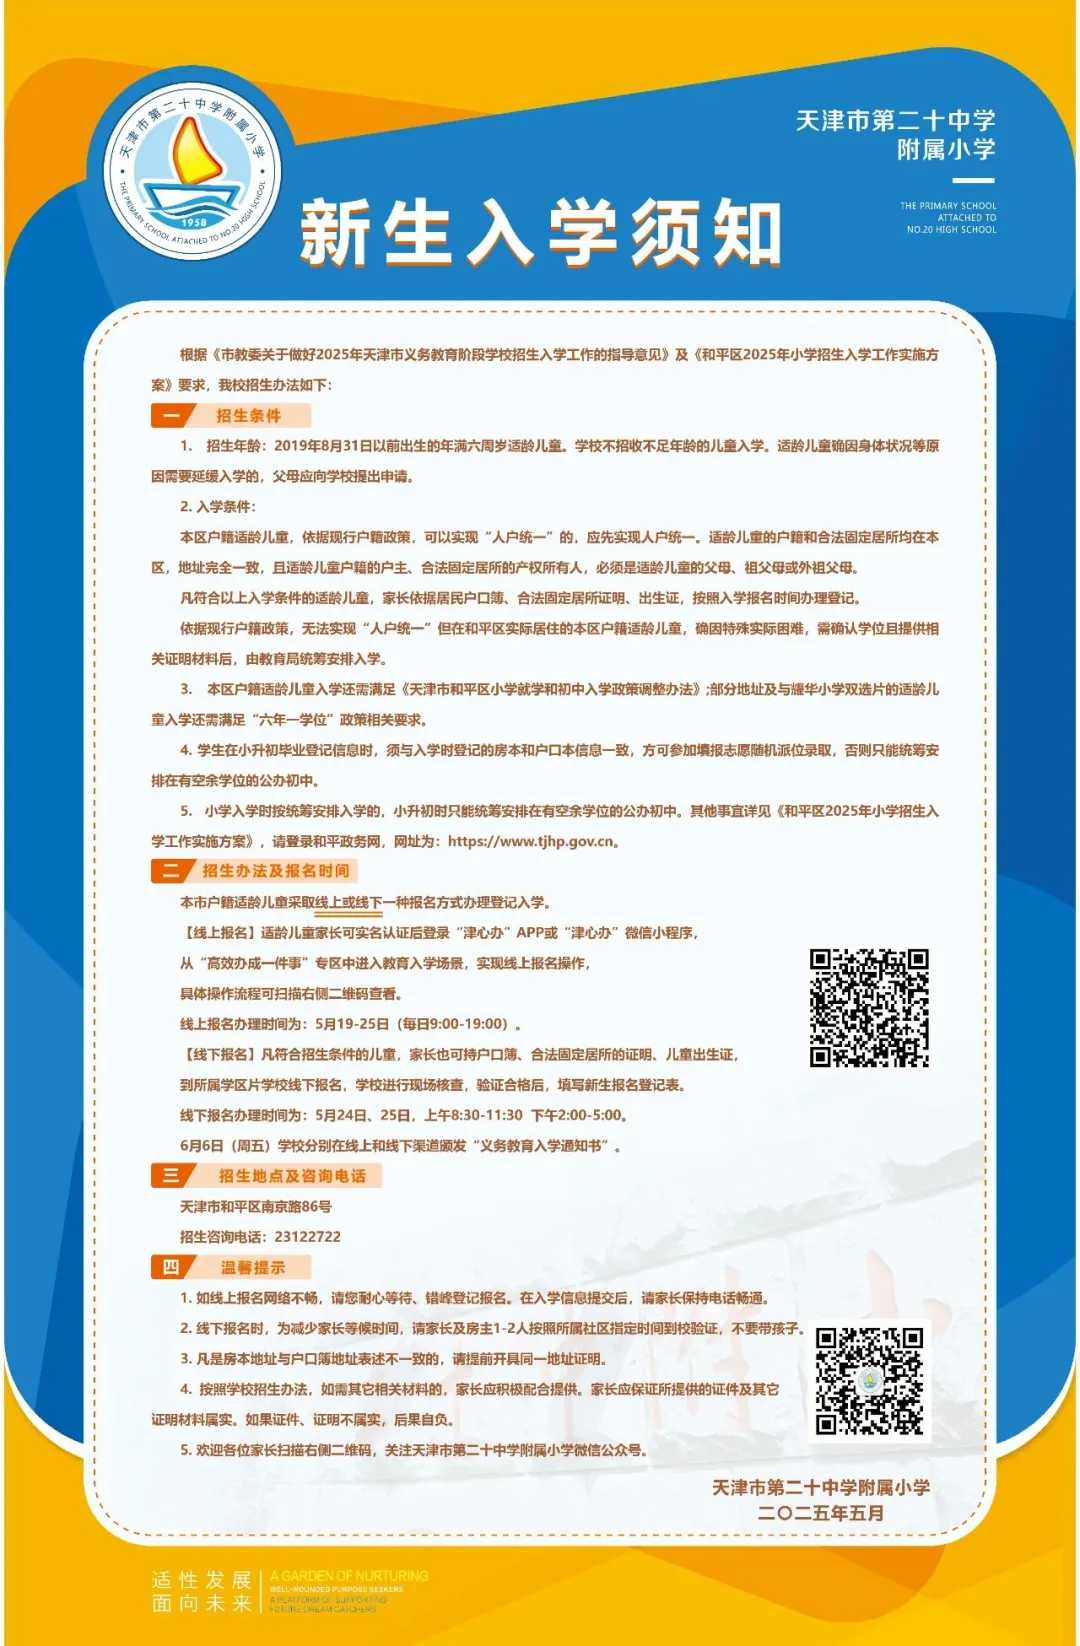 天津市第二十中学附属小学
THE PRIMARY SCHOOL ATTACHED TO NO.20 HIGH SCHOOL
1958
天津市第二十中学
附属小学
THE PRIMARY SCHOOL
ATTACHED TO
NO.20 HIGH SCHOOL
新生入学须知
根据《市教委关于做好2025年天津市义务教育阶段学校招生入学工作的指导意见》及《和平区2025年小学招生入学工作实施方
案》要求，我校招生办法如下：
一 招生条件
1. 招生年龄：2019年8月31日以前出生的年满六周岁适龄儿童。学校不招收不足年龄的儿童入学。适龄儿童确因身体状况等原
因需要延缓入学的，父母应向学校提出申请。
2. 入学条件：
本区户籍适龄儿童，依据现行户籍政策，可以实现“人户统一”的，应先实现人户统一。适龄儿童的户籍和合法固定居所均在本
区，地址完全一致，且适龄儿童户籍的户主、合法固定居所的产权所有人，必须是适龄儿童的父母、祖父母或外祖父母。
凡符合以上入学条件的适龄儿童，家长依据居民户口簿、合法固定居所证明、出生证，按照入学报名时间办理登记。
依据现行户籍政策，无法实现“人户统一”但在和平区实际居住的本区户籍适龄儿童，确因特殊实际困难，需确认学位且提供相
关证明材料后，由教育局统筹安排入学。
3. 本区户籍适龄儿童入学还需满足《天津市和平区小学就学和初中入学政策调整办法》;部分地址及与耀华小学双选片的适龄儿
童入学还需满足“六年一学位”政策相关要求。
4. 学生在小升初毕业登记信息时，须与入学时登记的房本和户口本信息一致，方可参加填报志愿随机派位录取，否则只能统筹安
排在有空余学位的公办初中。
5. 小学入学时按统筹安排入学的，小升初时只能统筹安排在有空余学位的公办初中。其他事宜详见《和平区2025年小学招生入
学工作实施方案》，请登录和平政务网，网址为：https://www.tjhp.gov.cn。
二 招生办法及报名时间
本市户籍适龄儿童采取线上或线下一种报名方式办理登记入学。
【线上报名】适龄儿童家长可实名认证后登录“津心办”APP或“津心办”微信小程序，
从“高效办成一件事”专区中进入教育入学场景，实现线上报名操作，
具体操作流程可扫描右侧二维码查看。
线上报名办理时间为：5月19-25日（每日9:00-19:00）。
【线下报名】凡符合招生条件的儿童，家长也可持户口簿、合法固定居所的证明、儿童出生证，
到所属学区片学校线下报名，学校进行现场核查，验证合格后，填写新生报名登记表。
线下报名办理时间为：5月24日、25日，上午8:30-11:30 下午2:00-5:00。
6月6日（周五）学校分别在线上和线下渠道颁发“义务教育入学通知书”。
三 招生地点及咨询电话
天津市和平区南京路86号
招生咨询电话：23122722
四 温馨提示
1. 如线上报名网络不畅，请您耐心等待、错峰登记报名。在入学信息提交后，请家长保持电话畅通。
2. 线下报名时，为减少家长等候时间，请家长及房主1-2人按照所属社区指定时间到校验证，不要带孩子。
3. 凡是房本地址与户口簿地址表述不一致的，请提前开具同一地址证明。
4. 按照学校招生办法，如需其它相关材料的，家长应积极配合提供。家长应保证所提供的证件及其它
证明材料属实。如果证件、证明不属实，后果自负。
5. 欢迎各位家长扫描右侧二维码，关注天津市第二十中学附属小学微信公众号。
天津市第二十中学附属小学
二〇二五年五月
适性发展
面向未来
A GARDEN OF NURTURING
WELL-ROUNDED PURPOSE SEEKERS
A PLATFORM OF SUPPORTING
FUTURE DREAM CATCHERS